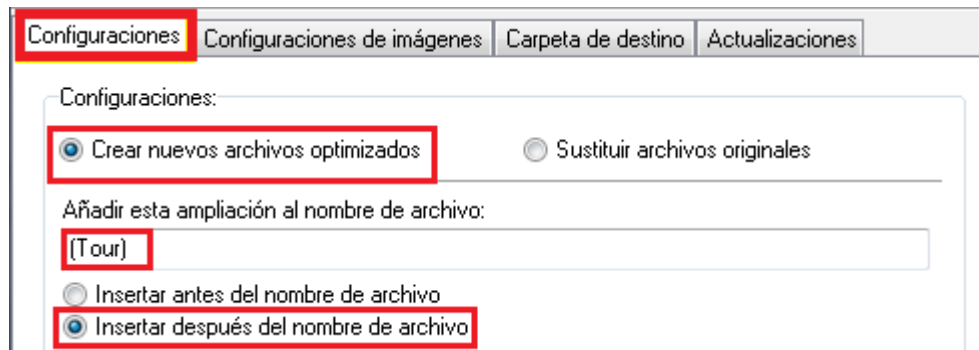 Configuraciones Configuraciones de imágenes Carpeta de destino Actualizaciones
Configuraciones:
Crear nuevos archivos optimizados Sustituir archivos originales
Añadir esta ampliación al nombre de archivo:
(Tour)
Insertar antes del nombre de archivo
Insertar después del nombre de archivo